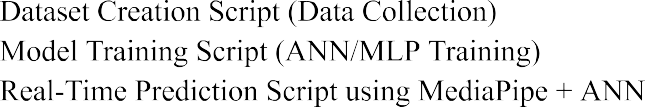 Dataset Creation Script (Data Collection)
Model Training Script (ANN/MLP Training)
Real-Time Prediction Script using MediaPipe + ANN